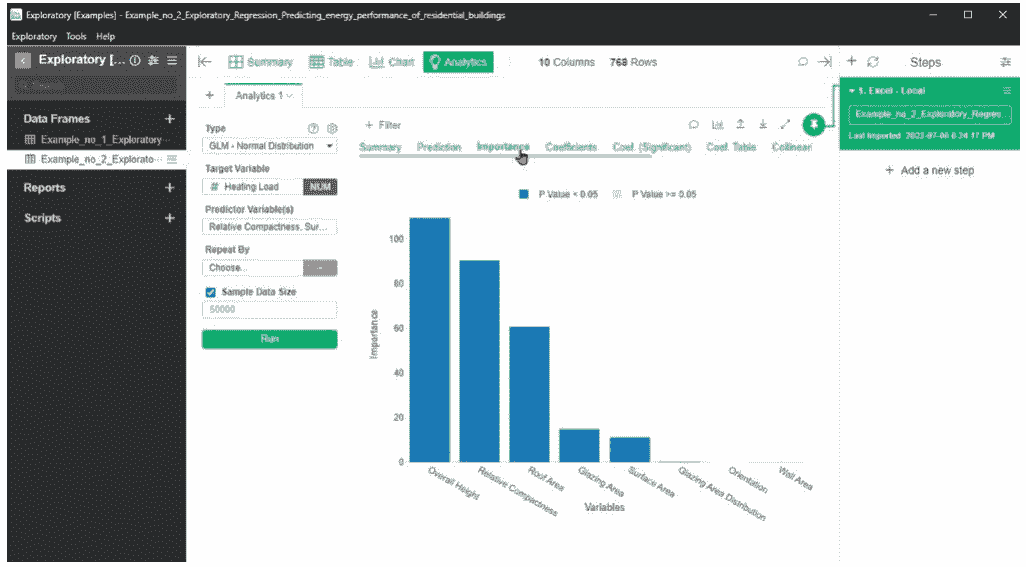 Exploratory [Examples] - Example_no_2_Exploratory_Regression_Predicting_energy_performance_of_residential_buildings
Exploratory Tools Help
Exploratory [...
Summary Table Chart Analytics 10 Columns 768 Rows Steps
Analytics 1
Data Frames
Example_no_1_Exploratory...
Example_no_2_Explorato...
Reports
Scripts
Type
GLM - Normal Distribution
Target Variable
# Heating Load NUM
Predictor Variable(s)
Relative Compactness, Sur...
Repeat By
Choose...
Sample Data Size
50000
Run
+ Filter
Summary Prediction Importance Coefficients Coef. (Significant) Coef. Table Collinear
P Value < 0.05 P Value >= 0.05
Importance
100
80
60
40
20
0
Overall Height
Relative Compactness
Roof Area
Glazing Area
Surface Area
Glazing Area Distribution
Orientation
Wall Area
Variables
1. Excel - Local
Example_no_2_Exploratory_Regres...
Last Imported
+ Add a new step